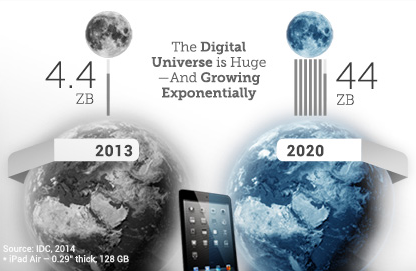 The Digital
Universe is Huge
—And Growing
Exponentially
4.4
ZB
44
ZB
2013
2020
Source: IDC, 2014
• iPad Air – 0.29" thick, 128 GB